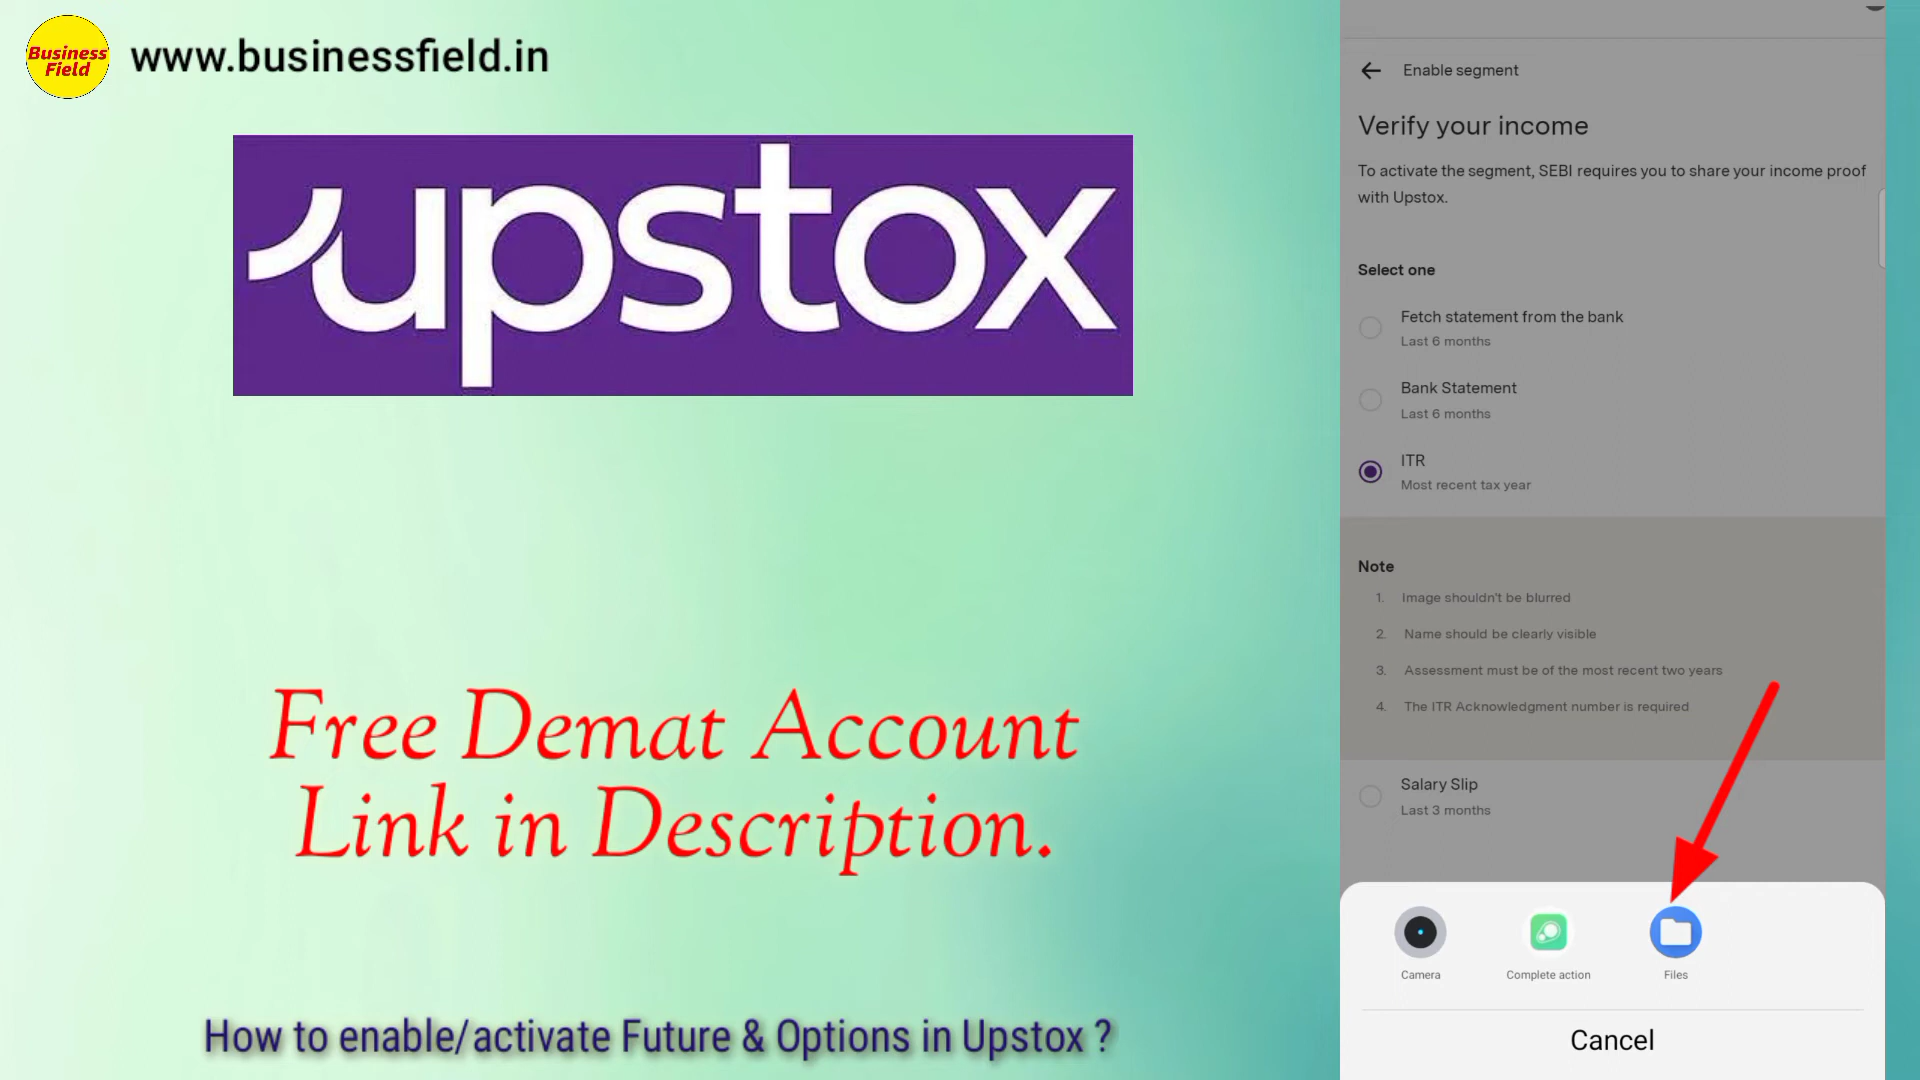 Business
Field
www.businessfield.in
upstox
Free Demat Account
Link in Description.
How to enable/activate Future & Options in Upstox ?
Enable segment
Verify your income
To activate the segment, SEBI requires you to share your income proof
with Upstox.
Select one
Fetch statement from the bank
Last 6 months
Bank Statement
Last 6 months
ITR
Most recent tax year
Note
1. Image shouldn't be blurred
2. Name should be clearly visible
3. Assessment must be of the most recent two years
4. The ITR Acknowledgment number is required
Salary Slip
Last 3 months
Camera
Complete action
Files
Cancel